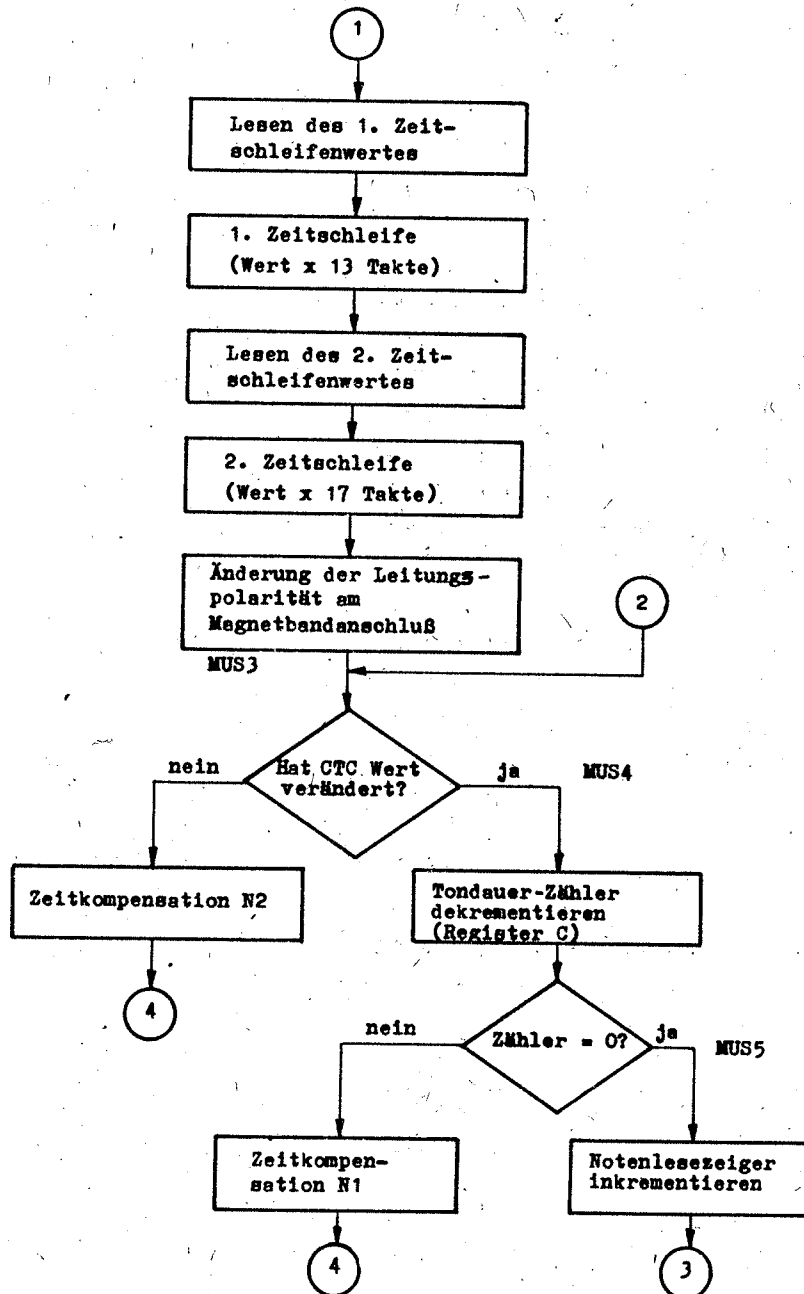 1
Lesen des 1. Zeit-
schleifenwertes
1. Zeitschleife
(Wert x 13 Takte)
Lesen des 2. Zeit-
schleifenwertes
2. Zeitschleife
(Wert x 17 Takte)
Änderung der Leitungs-
polarität am
Magnetbandanschluß
2
MUS3
nein
Hat CTC Wert
verändert?
ja
MUS4
Zeitkompensation N2
Tondauer-Zähler
dekrementieren
(Register C)
4
nein
Zähler = 0?
ja
MUS5
Zeitkompen-
sation N1
Notenlesezeiger
inkrementieren
4
3